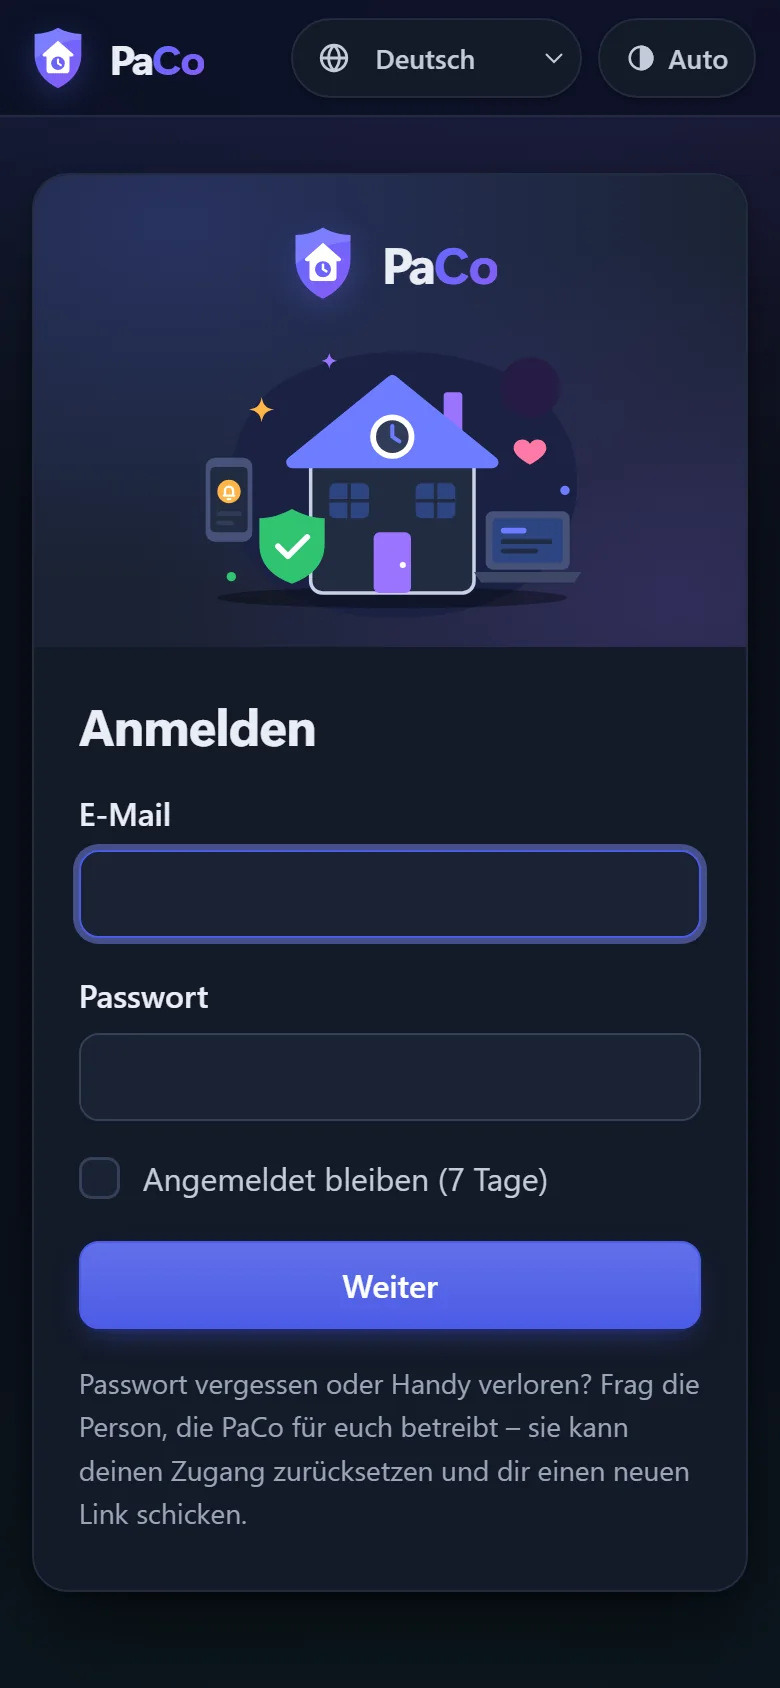 PaCo
Deutsch
Auto
PaCo
Anmelden
E-Mail
Passwort
Angemeldet bleiben (7 Tage)
Weiter
Passwort vergessen oder Handy verloren? Frag die
Person, die PaCo für euch betreibt – sie kann
deinen Zugang zurücksetzen und dir einen neuen
Link schicken.